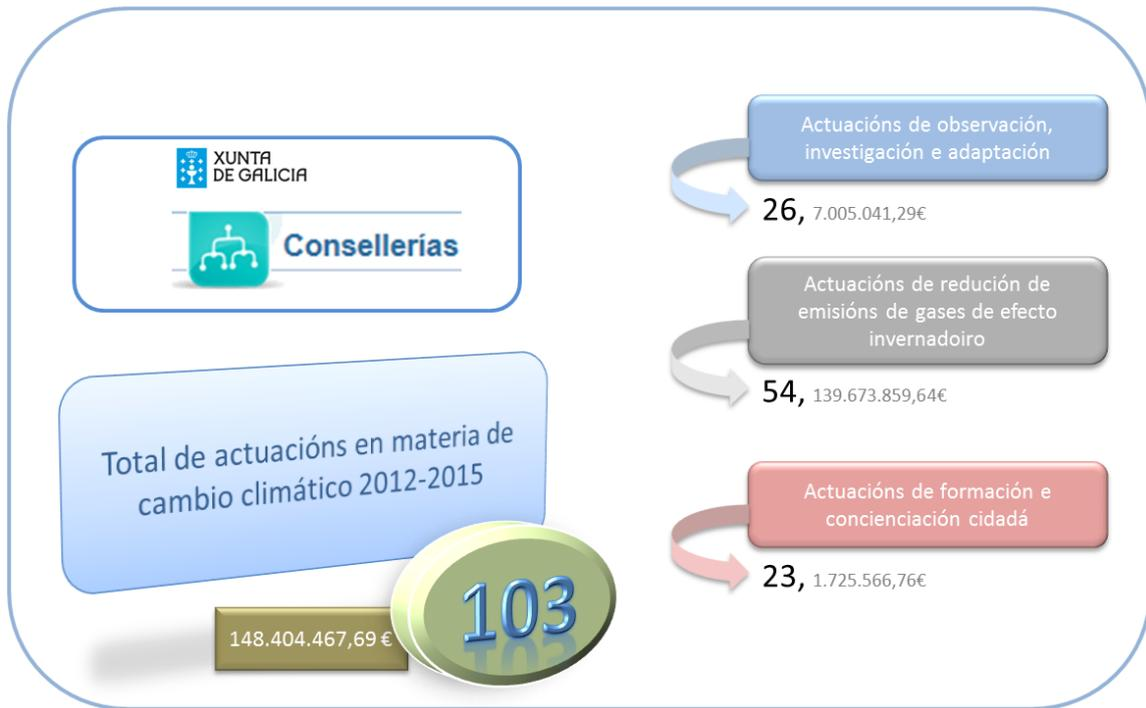 XUNTA
DE GALICIA
Consellerías
Total de actuacións en materia de
cambio climático 2012-2015
103
148.404.467,69 €
Actuacións de observación,
investigación e adaptación
26, 7.005.041,29€
Actuacións de redución de
emisións de gases de efecto
invernadoiro
54, 139.673.859,64€
Actuacións de formación e
concienciación cidadá
23, 1.725.566,76€